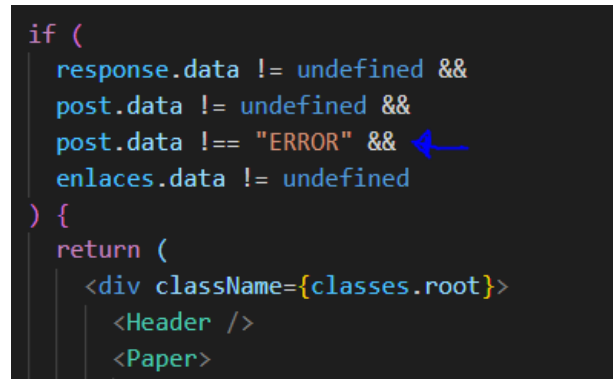 if (
response.data != undefined &&
post.data != undefined &&
post.data !== "ERROR" &&
enlaces.data != undefined
) {
return (
<div className={classes.root}>
<Header />
<Paper>